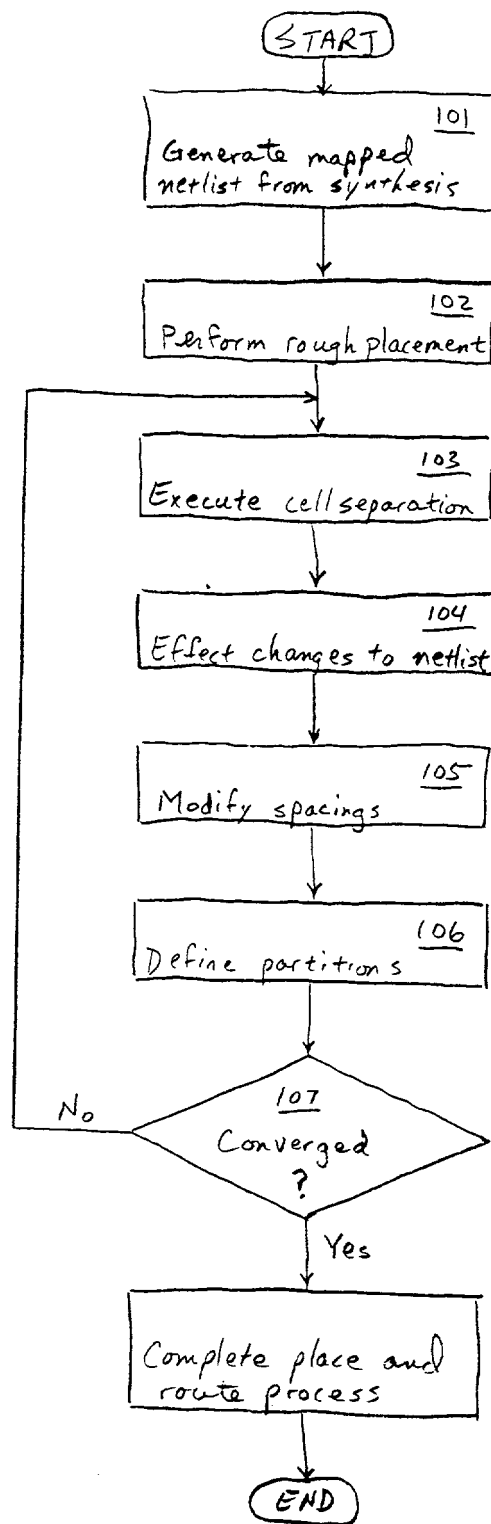 START
101
Generate mapped
netlist from synthesis
102
Perform rough placement
103
Execute cell separation
104
Effect changes to netlist
105
Modify spacings
106
Define partitions
107
Converged
?
No
Yes
Complete place and
route process
END